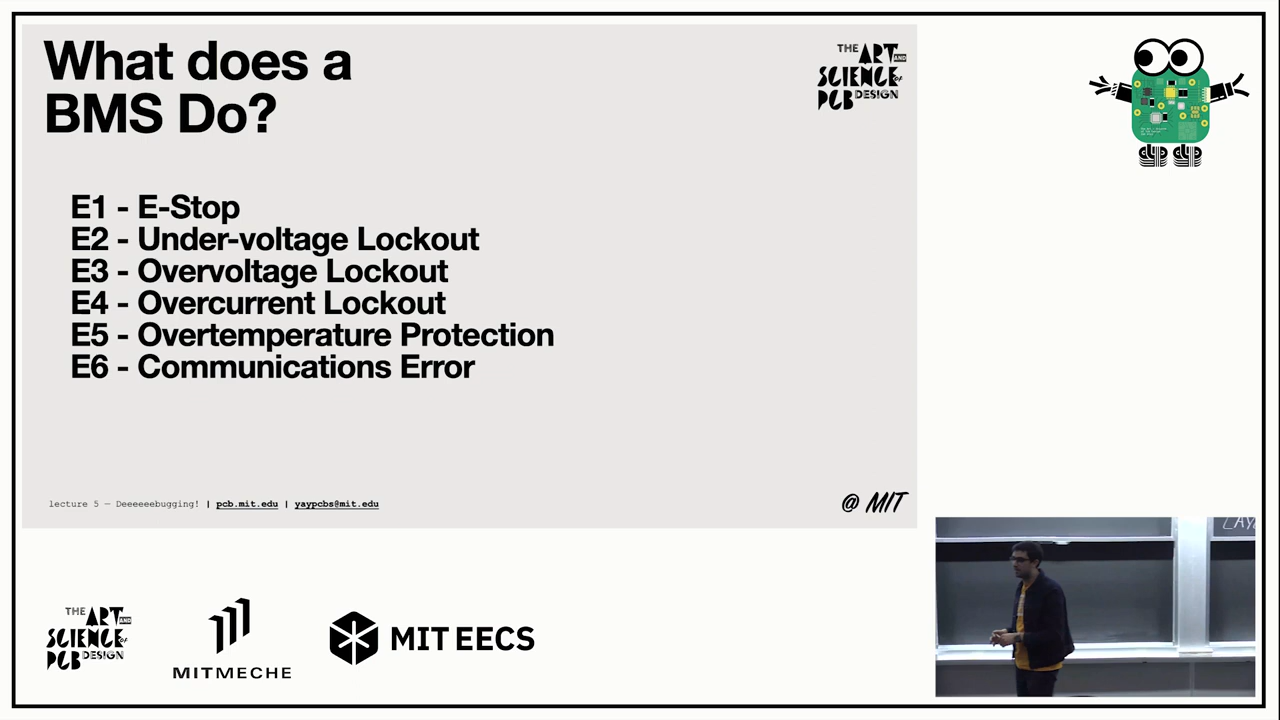 What does a
BMS Do?
THE ART AND
SCIENCE of
PCB DESIGN
E1 - E-Stop
E2 - Under-voltage Lockout
E3 - Overvoltage Lockout
E4 - Overcurrent Lockout
E5 - Overtemperature Protection
E6 - Communications Error
lecture 5 — Deeeeeebugging! | pcb.mit.edu | yaypcbs@mit.edu
@ MIT
THE ART AND
SCIENCE of
PCB DESIGN
MITMECHE
MIT EECS